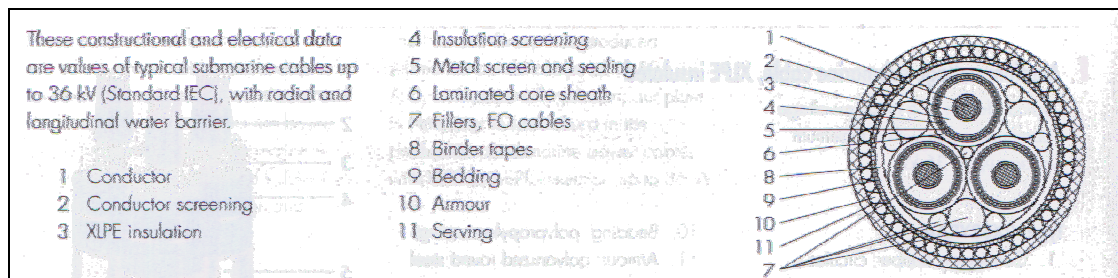 These constructional and electrical data
are values of typical submarine cables up
to 36 kV (Standard IEC), with radial and
longitudinal water barrier.
1 Conductor
2 Conductor screening
3 XLPE insulation
4 Insulation screening
5 Metal screen and sealing
6 Laminated core sheath
7 Fillers, FO cables
8 Binder tapes
9 Bedding
10 Armour
11 Serving
1
2
3
4
5
6
8
9
10
11
7